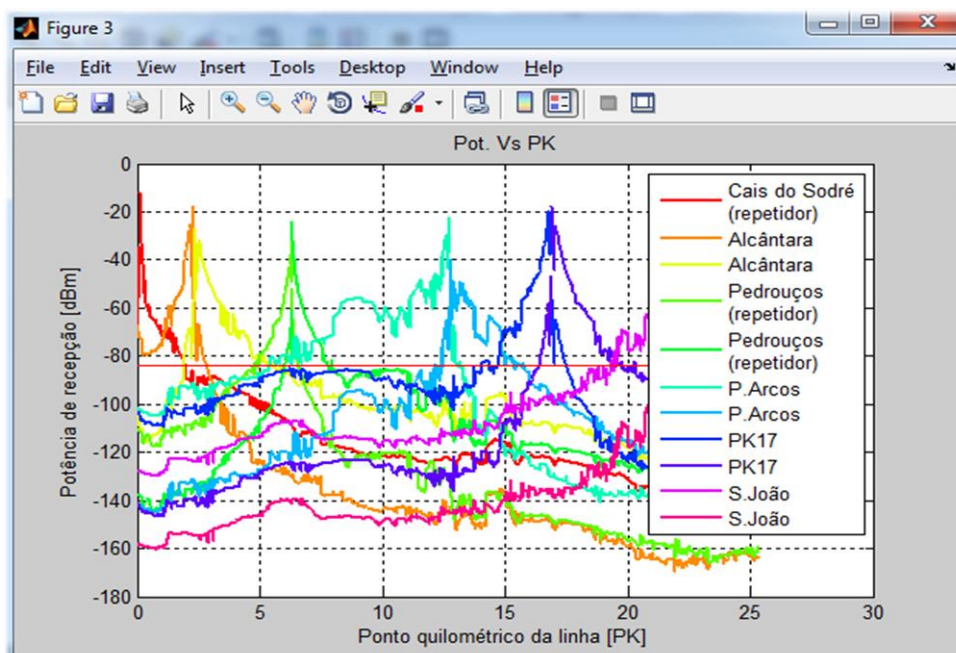 Figure 3
File Edit View Insert Tools Desktop Window Help
Pot. Vs PK
0
-20
-40
-60
-80
-100
-120
-140
-160
-180
Potência de recepção [dBm]
Cais do Sodré
(repetidor)
Alcântara
Alcântara
Pedrouços
(repetidor)
Pedrouços
(repetidor)
P.Arcos
P.Arcos
PK17
PK17
S.João
S.João
0 5 10 15 20 25 30
Ponto quilométrico da linha [PK]